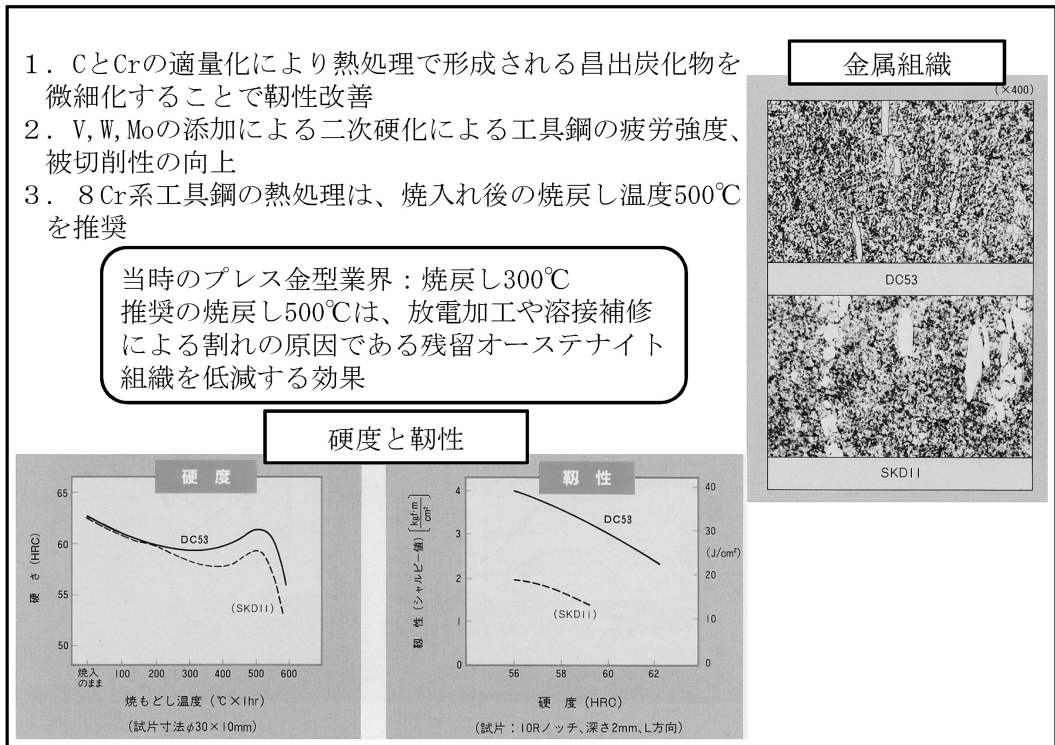 1．CとCrの適量化により熱処理で形成される昌出炭化物を
微細化することで靭性改善
2．V,W,Moの添加による二次硬化による工具鋼の疲労強度、
被切削性の向上
3．８Cr系工具鋼の熱処理は、焼入れ後の焼戻し温度500℃
を推奨
当時のプレス金型業界：焼戻し300℃
推奨の焼戻し500℃は、放電加工や溶接補修
による割れの原因である残留オーステナイト
組織を低減する効果
金属組織
(×400)
DC53
SKD11
硬度と靭性
硬 度
65
60
55
50
硬 さ (HRC)
DC53
(SKD11)
焼入
のまま
100 200 300 400 500 600
焼もどし温度 (℃×1hr)
(試片寸法φ30×10mm)
靭 性
4
3
2
1
0
靭 性 (シャルピー値) [kgf·m/cm²]
40
30
(J/cm²)
20
10
0
DC53
(SKD11)
56 58 60 62
硬 度 (HRC)
(試片：10Rノッチ、深さ2mm、L方向)